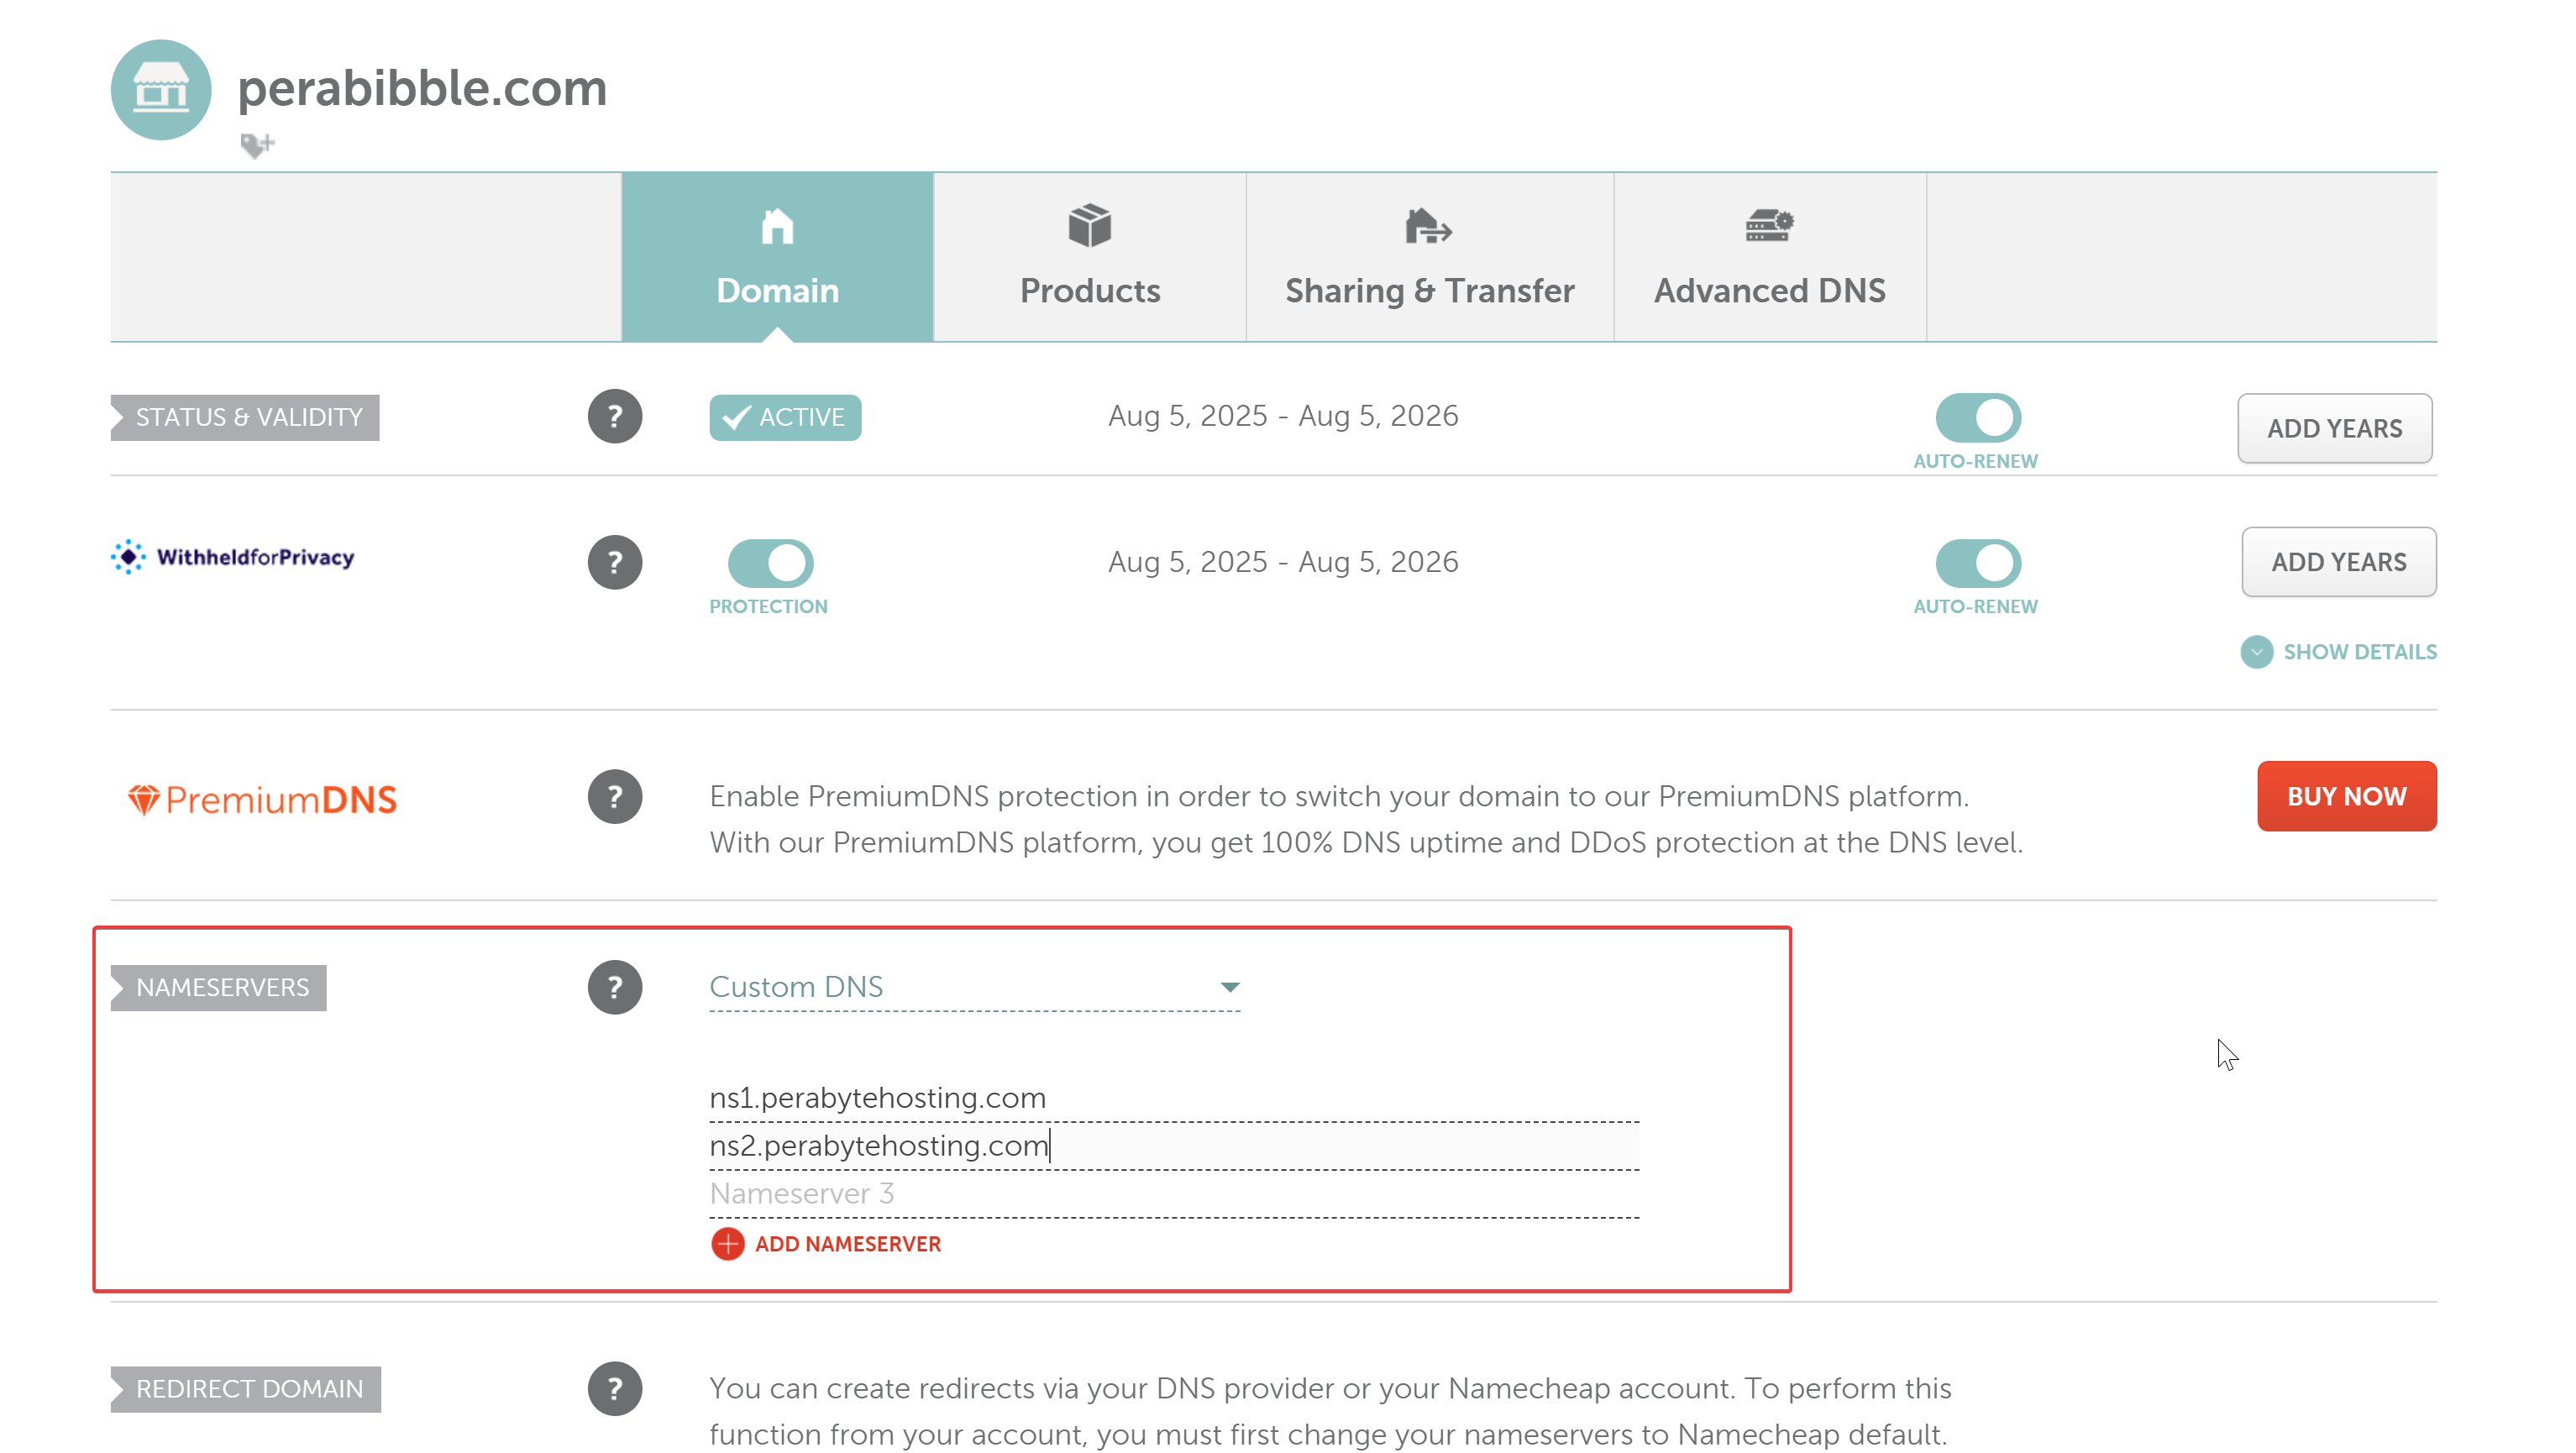 perabibble.com
Domain
Products
Sharing & Transfer
Advanced DNS
STATUS & VALIDITY
?
ACTIVE
Aug 5, 2025 - Aug 5, 2026
AUTO-RENEW
ADD YEARS
WithheldforPrivacy
?
PROTECTION
Aug 5, 2025 - Aug 5, 2026
AUTO-RENEW
ADD YEARS
SHOW DETAILS
PremiumDNS
?
Enable PremiumDNS protection in order to switch your domain to our PremiumDNS platform.
With our PremiumDNS platform, you get 100% DNS uptime and DDoS protection at the DNS level.
BUY NOW
NAMESERVERS
?
Custom DNS
ns1.perabytehosting.com
ns2.perabytehosting.com
Nameserver 3
ADD NAMESERVER
REDIRECT DOMAIN
?
You can create redirects via your DNS provider or your Namecheap account. To perform this
function from your account, you must first change your nameservers to Namecheap default.